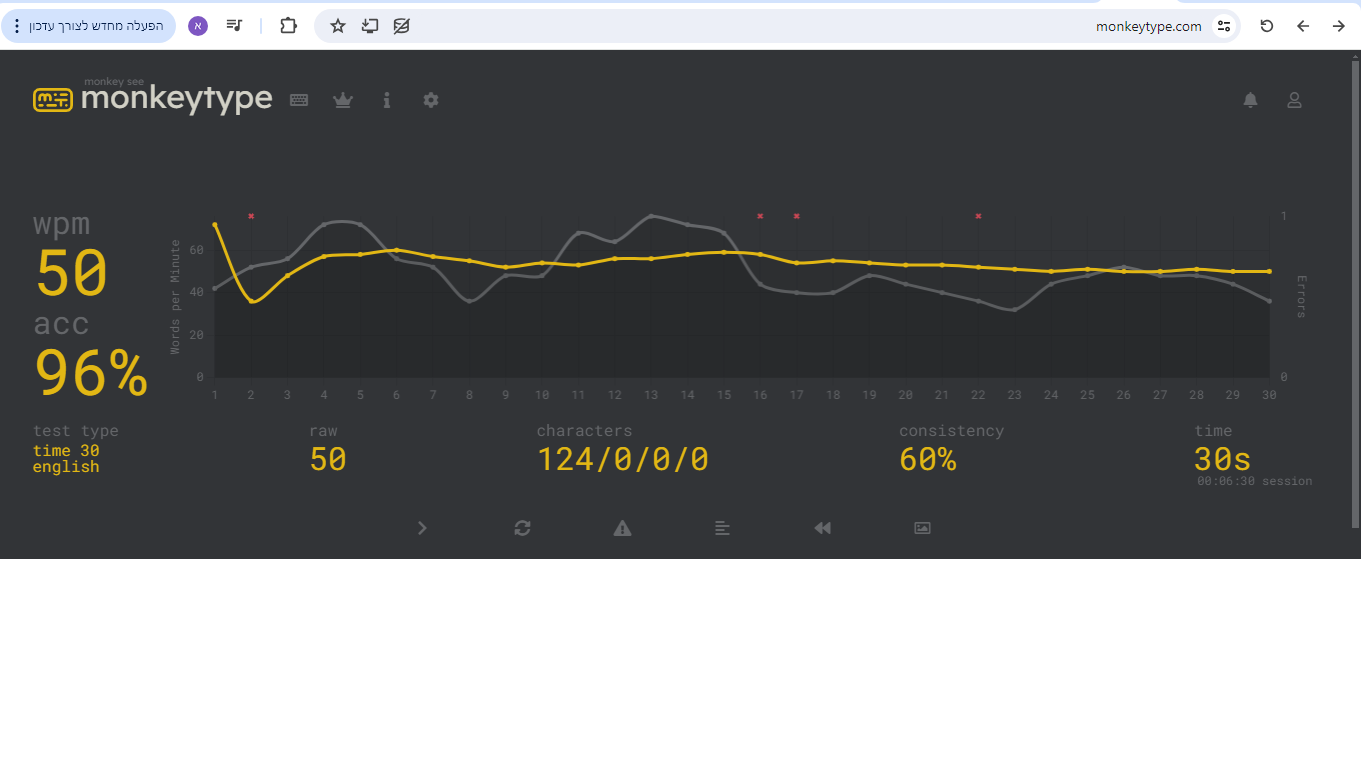 הפעלה מחדש לצורך עדכון
א
monkeytype.com
monkey see
monkeytype
wpm
50
acc
96%
Words per Minute
60
40
20
0
1 2 3 4 5 6 7 8 9 10 11 12 13 14 15 16 17 18 19 20 21 22 23 24 25 26 27 28 29 30
1
Errors
0
test type
time 30
english
raw
50
characters
124/0/0/0
consistency
60%
time
30s
00:06:30 session